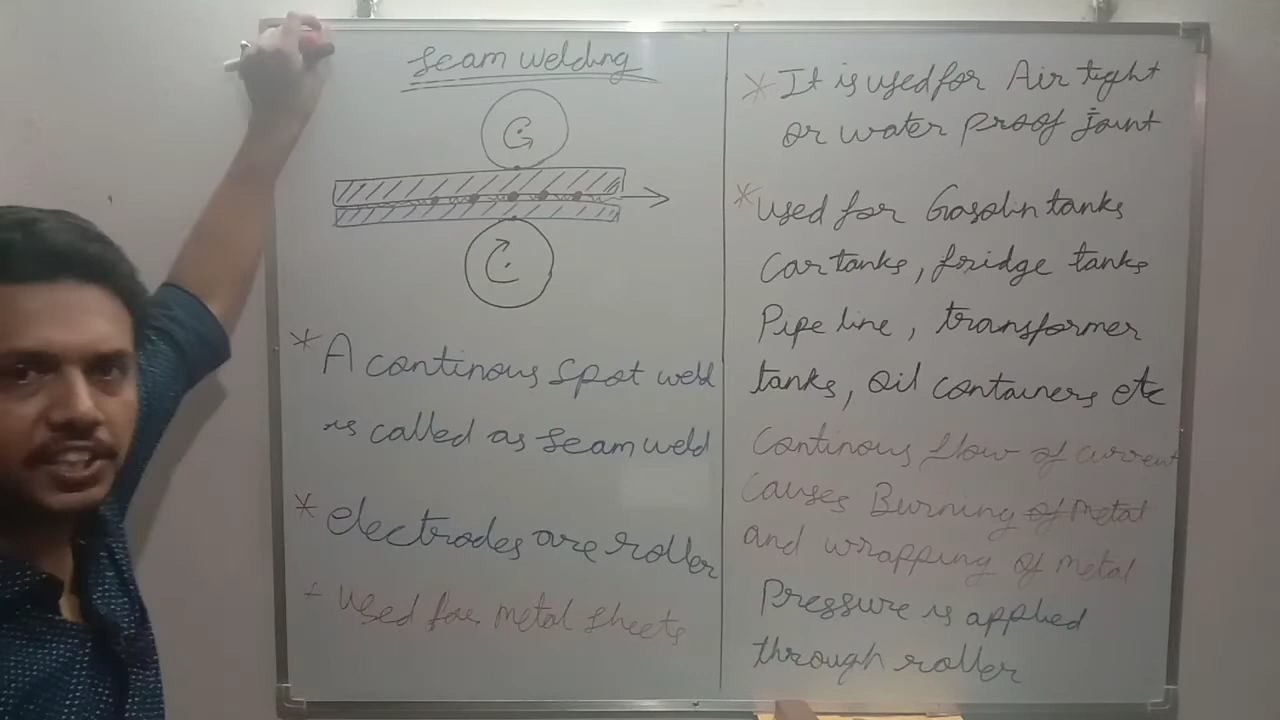 Seam welding
* A continous spot weld
is called as seam weld
* electrodes are roller
* used for metal sheets
* It is used for Air tight
or water proof joint
* used for Gasolin tanks
car tanks, fridge tanks
Pipe line, transformer
tanks, oil containers etc
Continous flow of current
causes Burning of metal
and wrapping of metal
Pressure is applied
through roller